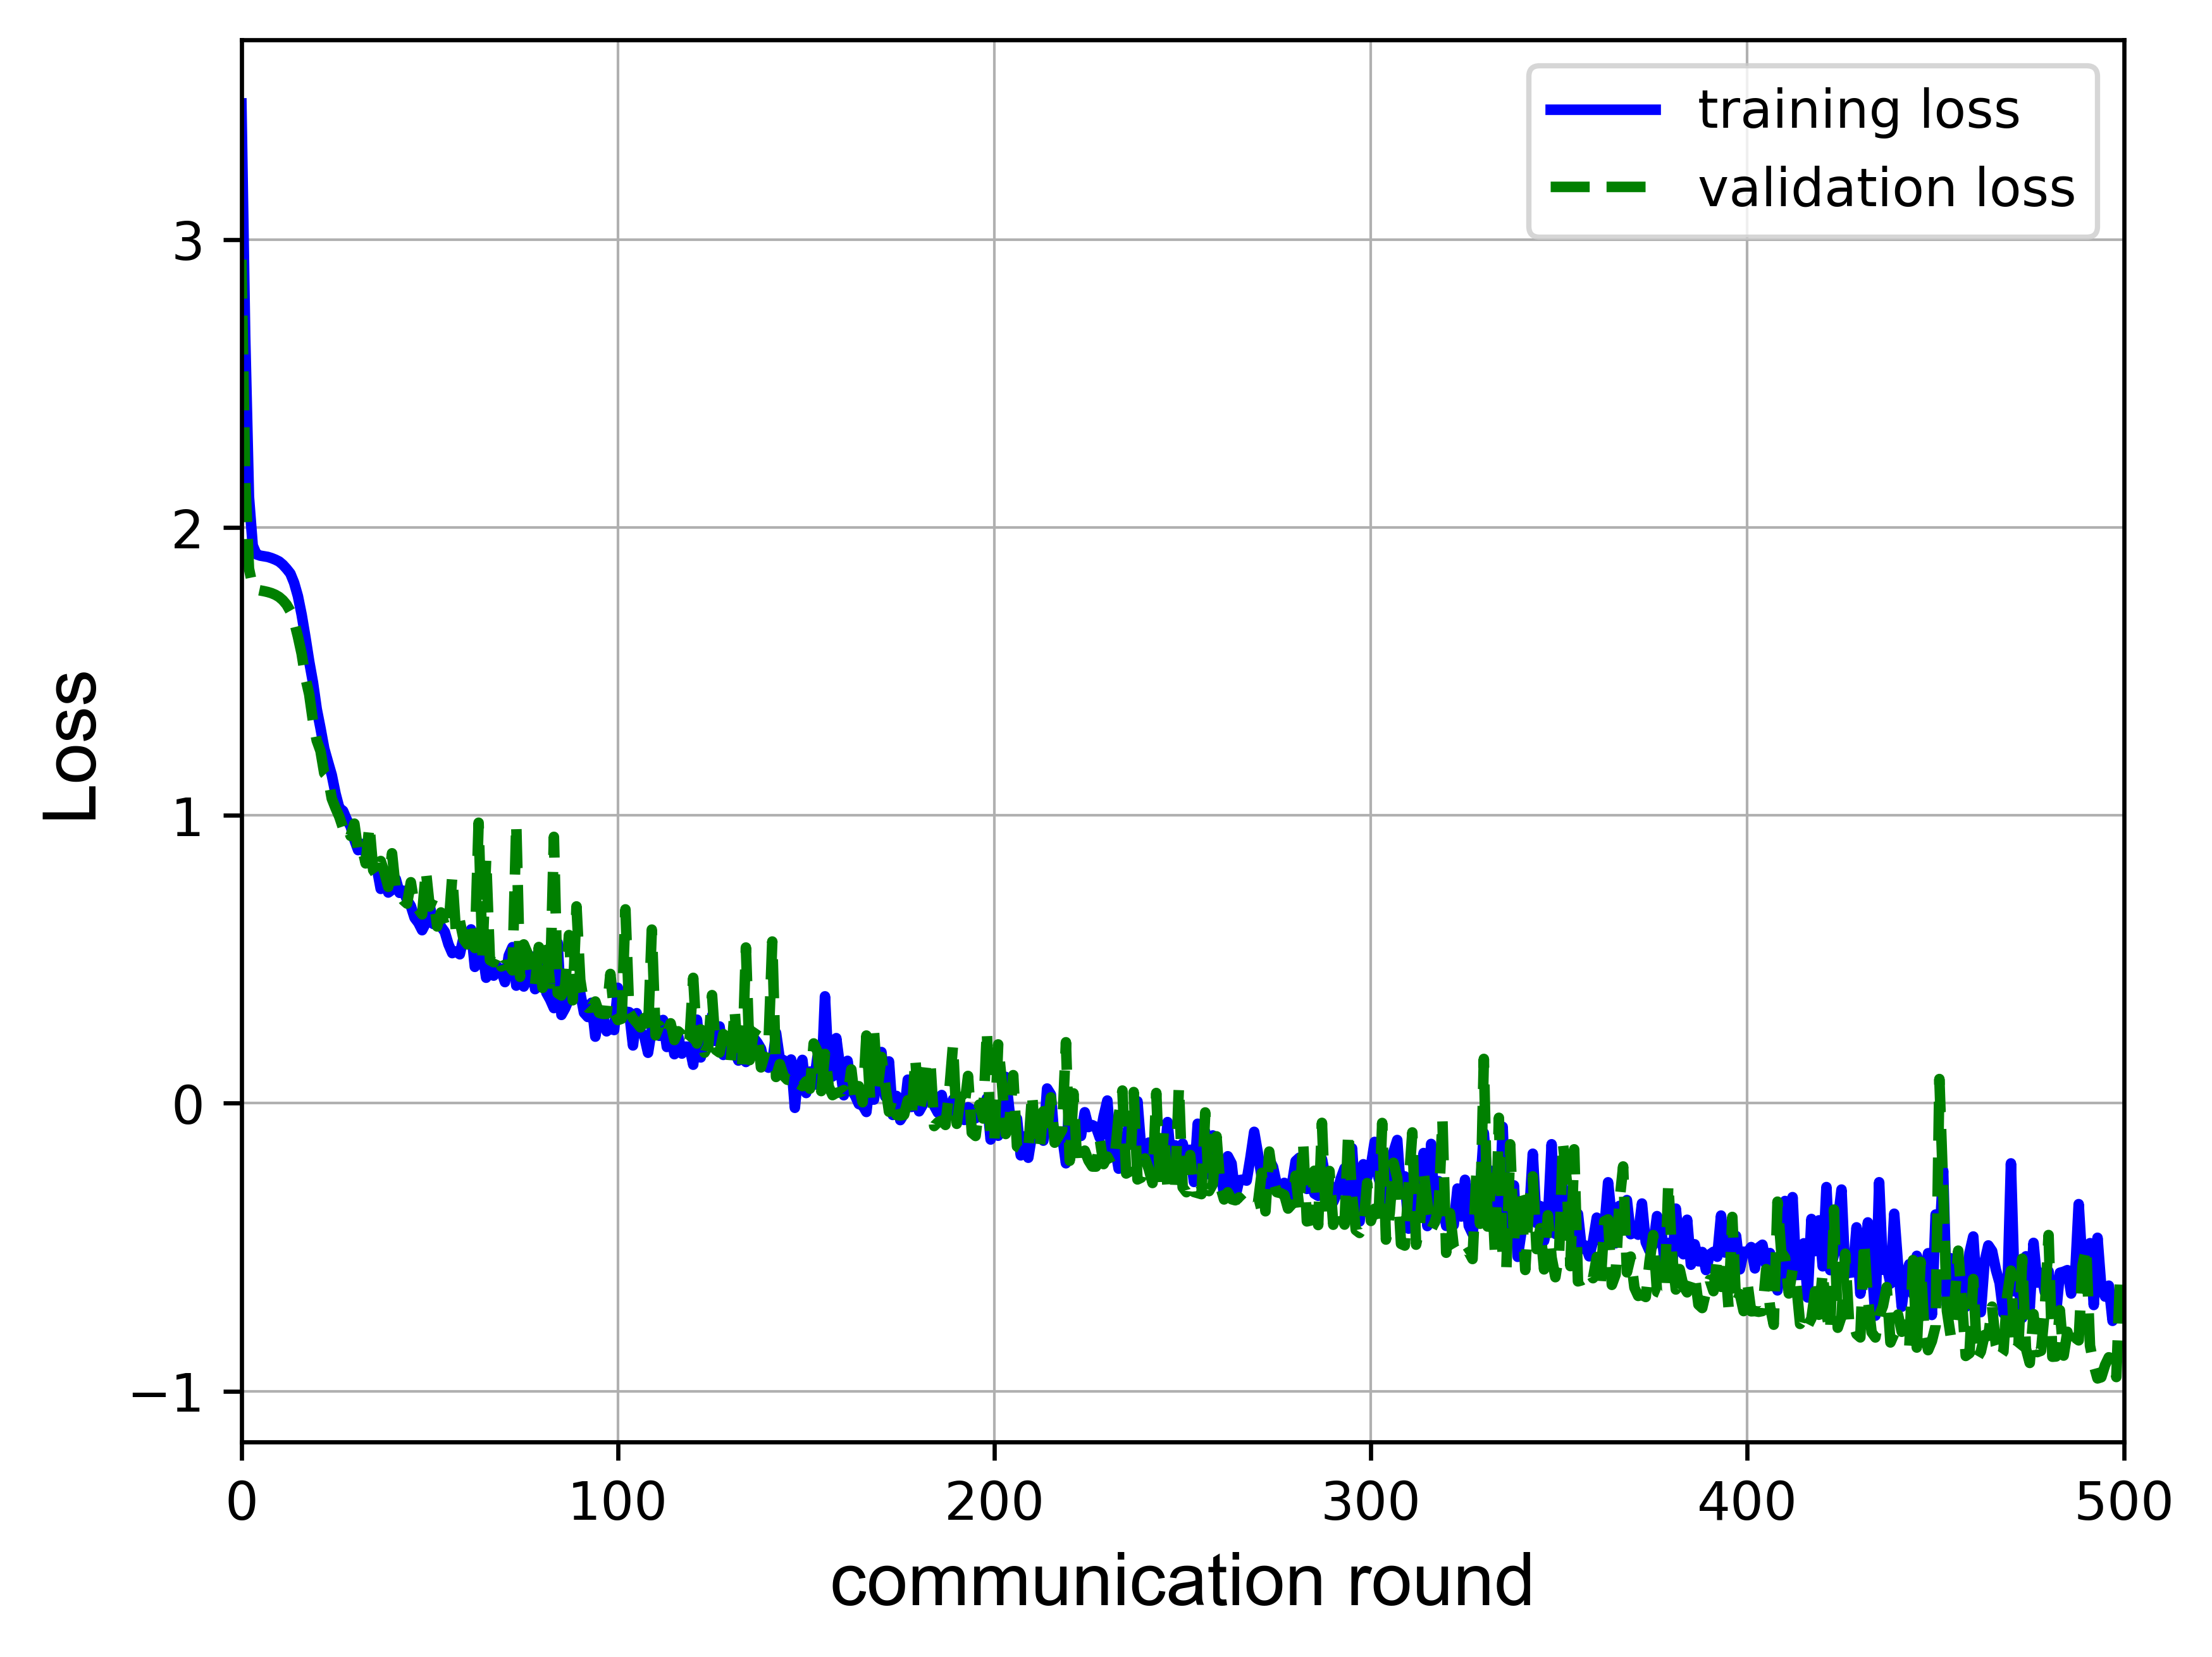 training loss
validation loss
3
2
1
0
−1
Loss
0 100 200 300 400 500
communication round